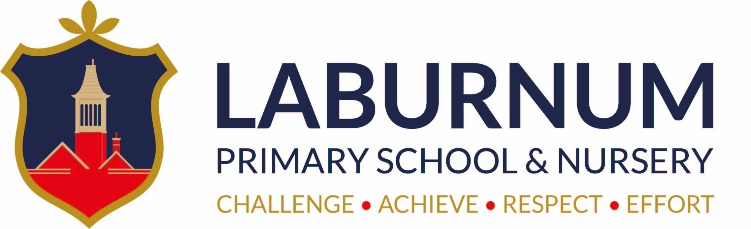 LABURNUM
PRIMARY SCHOOL & NURSERY
CHALLENGE • ACHIEVE • RESPECT • EFFORT